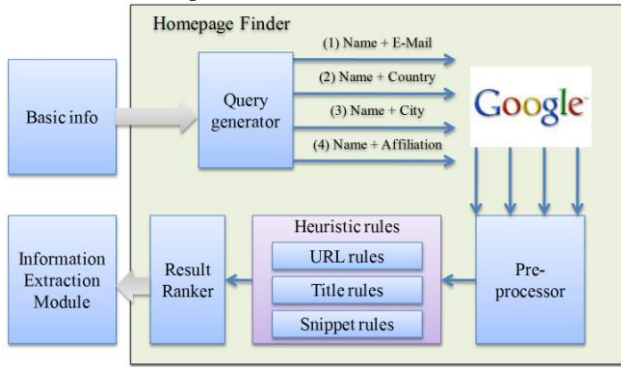 Homepage Finder
(1) Name + E-Mail
(2) Name + Country
(3) Name + City
(4) Name + Affiliation
Basic info
Query
generator
Google
Heuristic rules
URL rules
Title rules
Snippet rules
Information
Extraction
Module
Result
Ranker
Pre-
processor